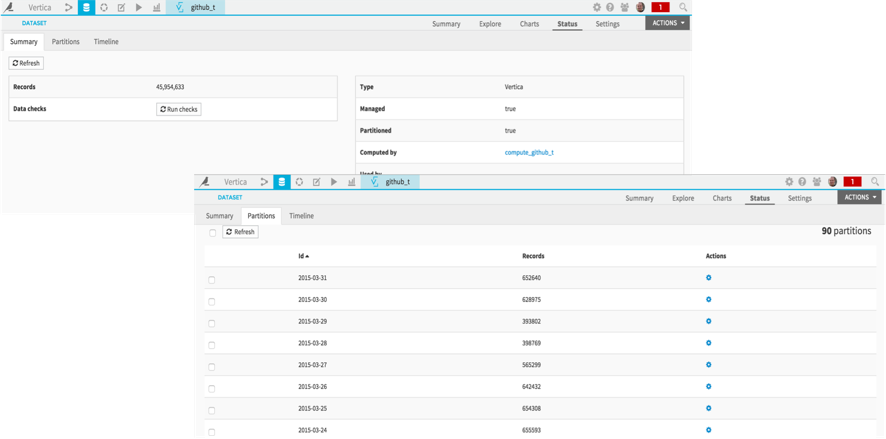 Vertica github_t 1
DATASET Summary Explore Charts Status Settings ACTIONS
Summary Partitions Timeline
Refresh
Records 45,954,633
Data checks Run checks
Type Vertica
Managed true
Partitioned true
Computed by compute_github_t
Used by
Vertica github_t 1
DATASET Summary Explore Charts Status Settings ACTIONS
Summary Partitions Timeline
Refresh 90 partitions
Id Records Actions
2015-03-31 652640
2015-03-30 628975
2015-03-29 393802
2015-03-28 398769
2015-03-27 565299
2015-03-26 642432
2015-03-25 654308
2015-03-24 655593